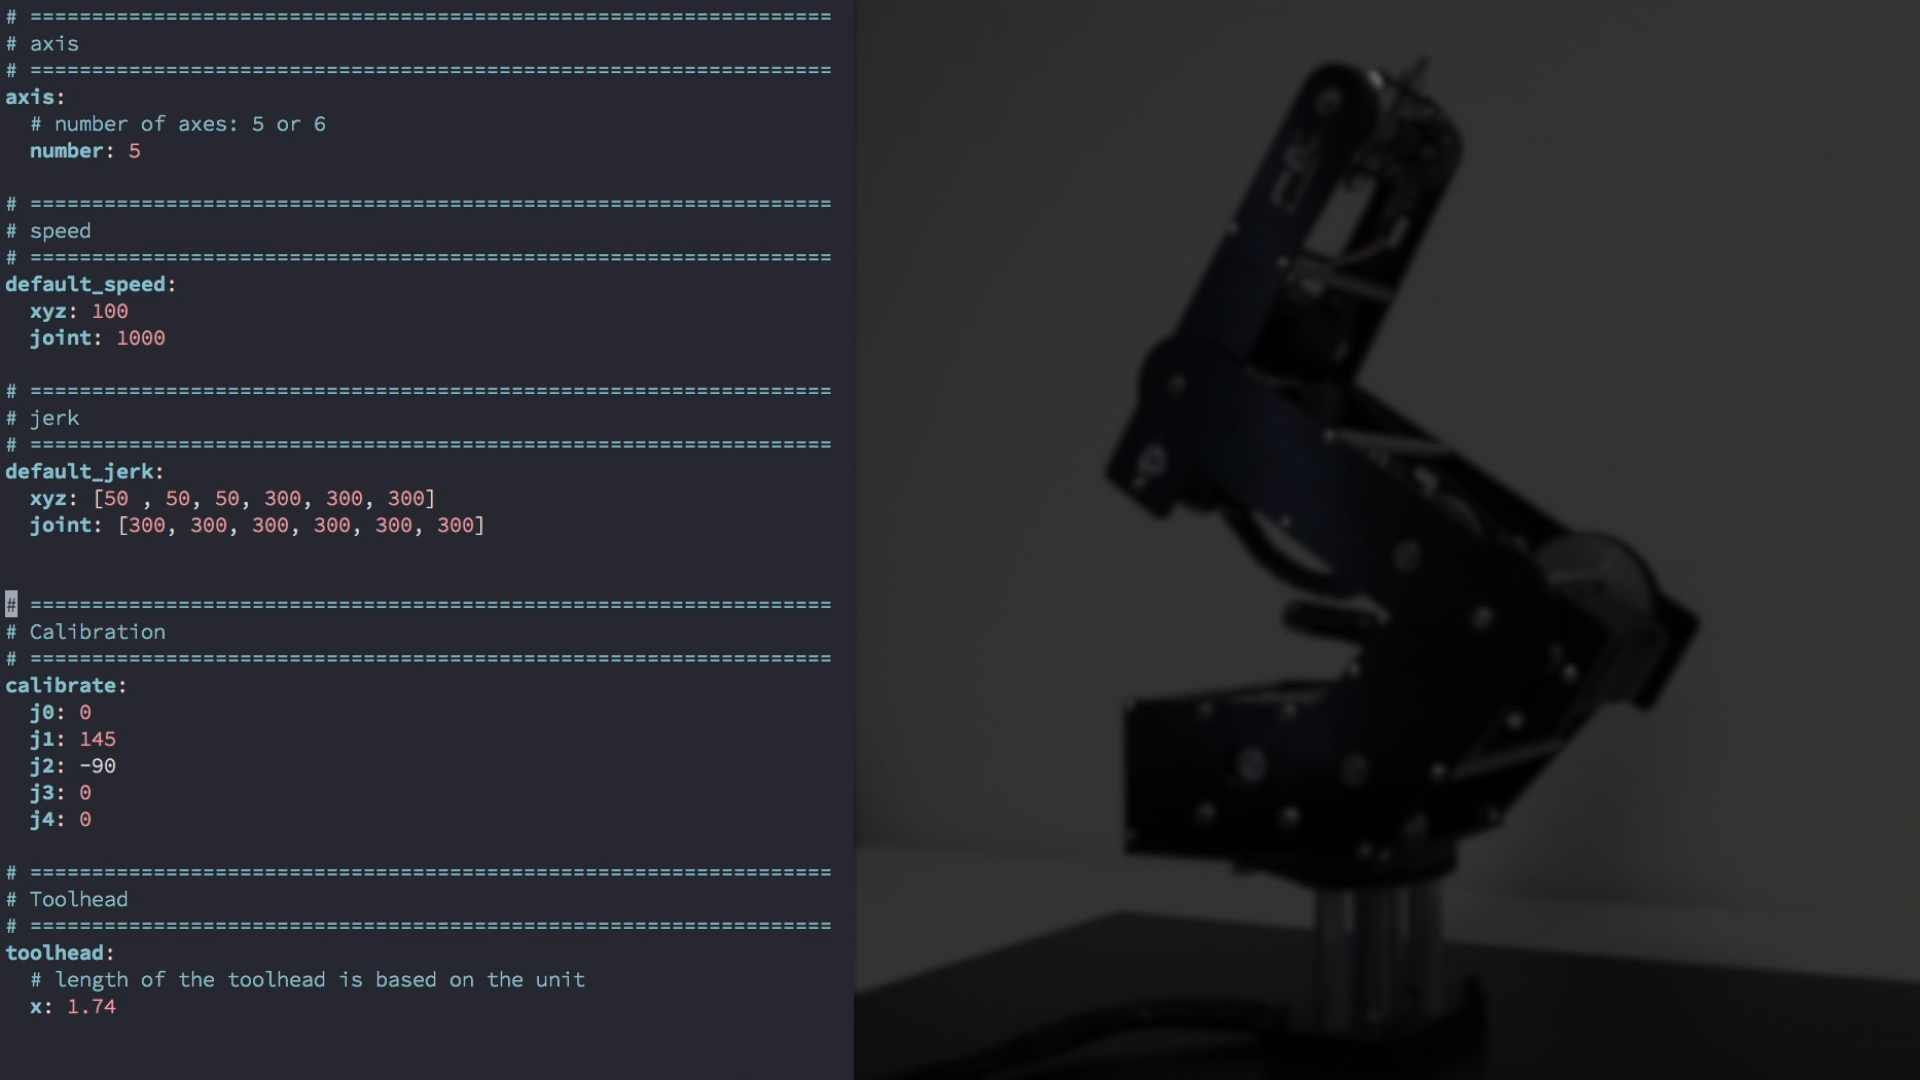 # =================================================================
# axis
# =================================================================
axis:
  # number of axes: 5 or 6
  number: 5
# =================================================================
# speed
# =================================================================
default_speed:
  xyz: 100
  joint: 1000
# =================================================================
# jerk
# =================================================================
default_jerk:
  xyz: [50 , 50, 50, 300, 300, 300]
  joint: [300, 300, 300, 300, 300, 300]
# =================================================================
# Calibration
# =================================================================
calibrate:
  j0: 0
  j1: 145
  j2: -90
  j3: 0
  j4: 0
# =================================================================
# Toolhead
# =================================================================
toolhead:
  # length of the toolhead is based on the unit
  x: 1.74